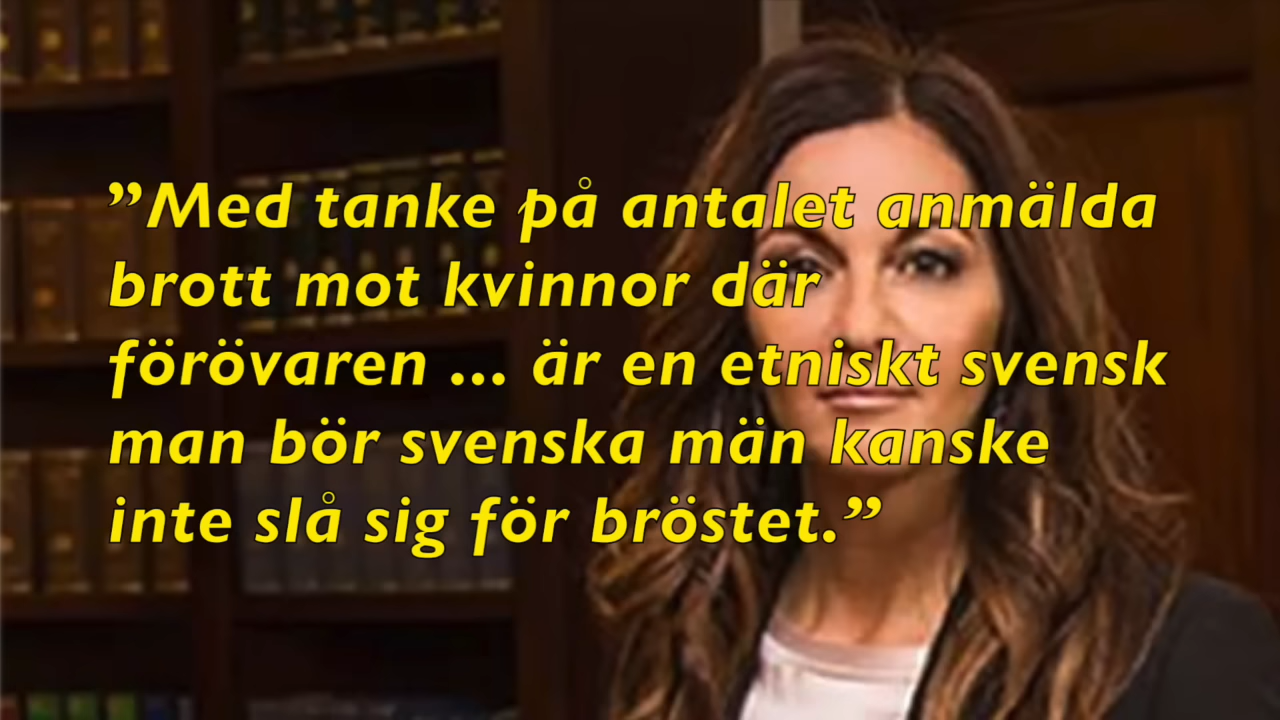 ”Med tanke på antalet anmälda
brott mot kvinnor där
förövaren ... är en etniskt svensk
man bör svenska män kanske
inte slå sig för bröstet.”